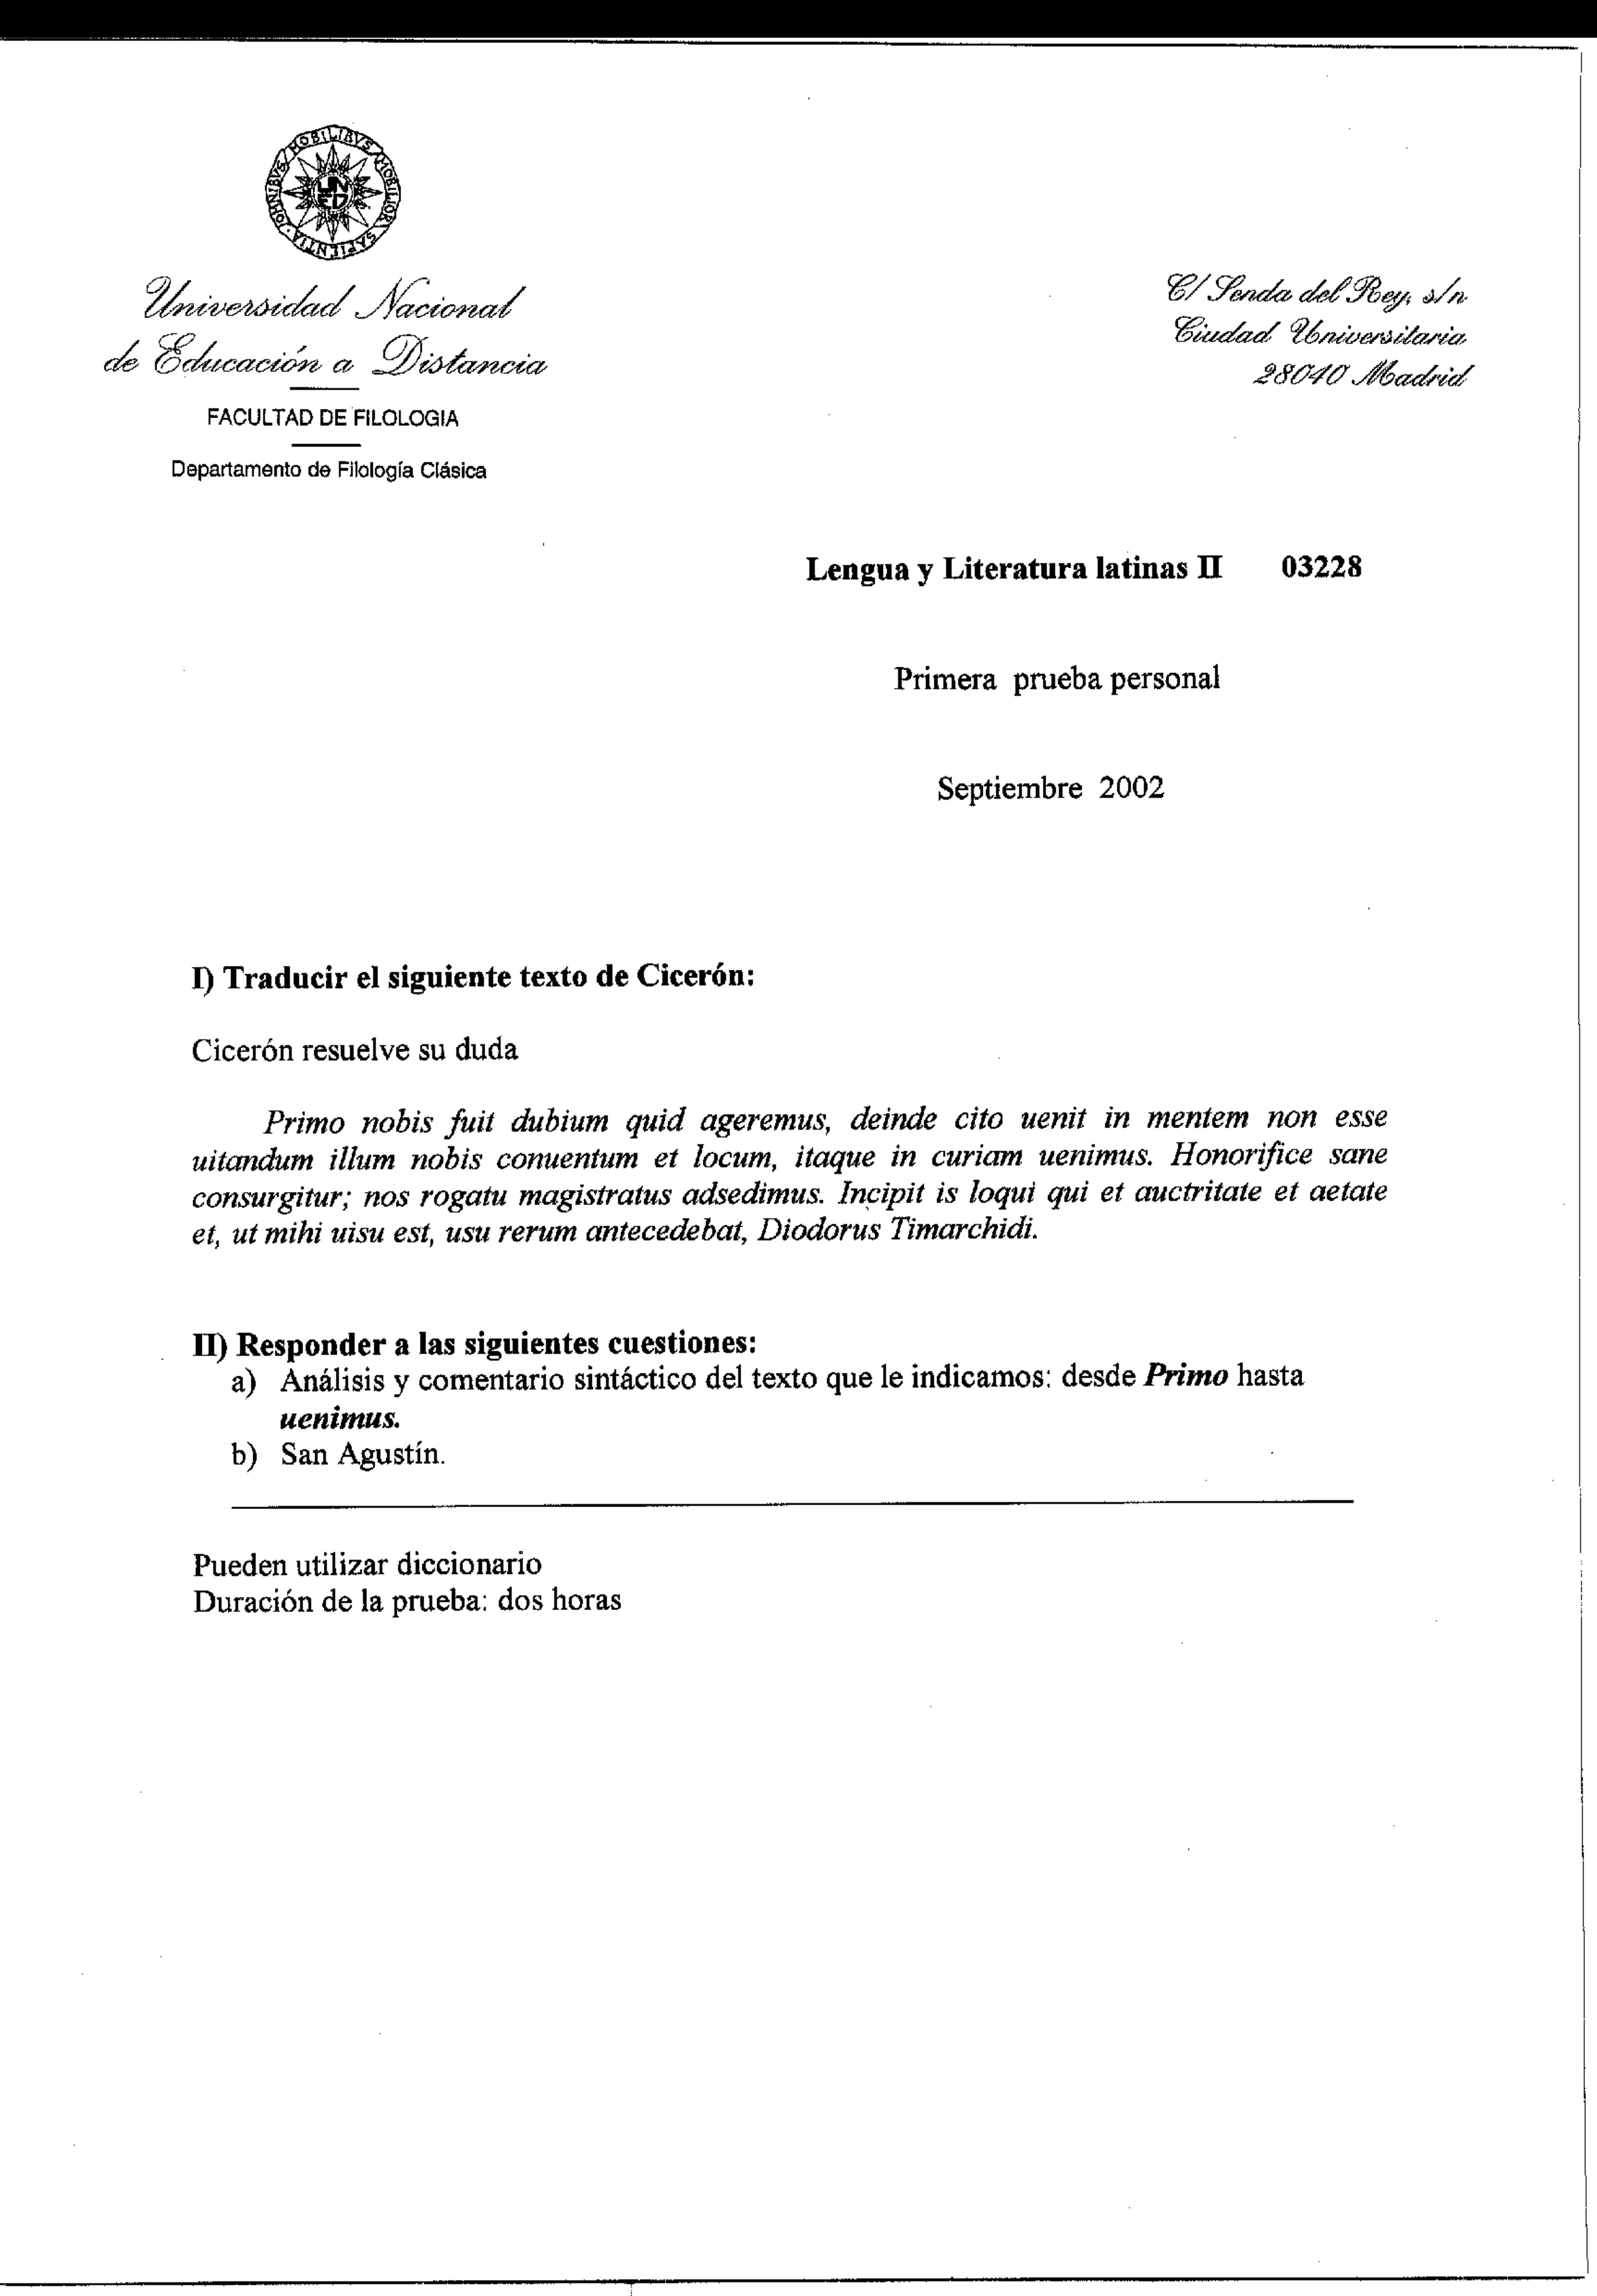 OMNIBVS MOBILIBVS MOBILIOR SAPIENTIA
UN
ED
Universidad Nacional
de Educación a Distancia
FACULTAD DE FILOLOGIA
Departamento de Filología Clásica
C/ Senda del Rey, s/n
Ciudad Universitaria
28040 Madrid
Lengua y Literatura latinas II 03228
Primera prueba personal
Septiembre 2002
I) Traducir el siguiente texto de Cicerón:
Cicerón resuelve su duda
Primo nobis fuit dubium quid ageremus, deinde cito uenit in mentem non esse
uitandum illum nobis conuentum et locum, itaque in curiam uenimus. Honorifice sane
consurgitur; nos rogatu magistratus adsedimus. Incipit is loqui qui et auctritate et aetate
et, ut mihi uisu est, usu rerum antecedebat, Diodorus Timarchidi.
II) Responder a las siguientes cuestiones:
a) Análisis y comentario sintáctico del texto que le indicamos: desde Primo hasta
uenimus.
b) San Agustín.
Pueden utilizar diccionario
Duración de la prueba: dos horas